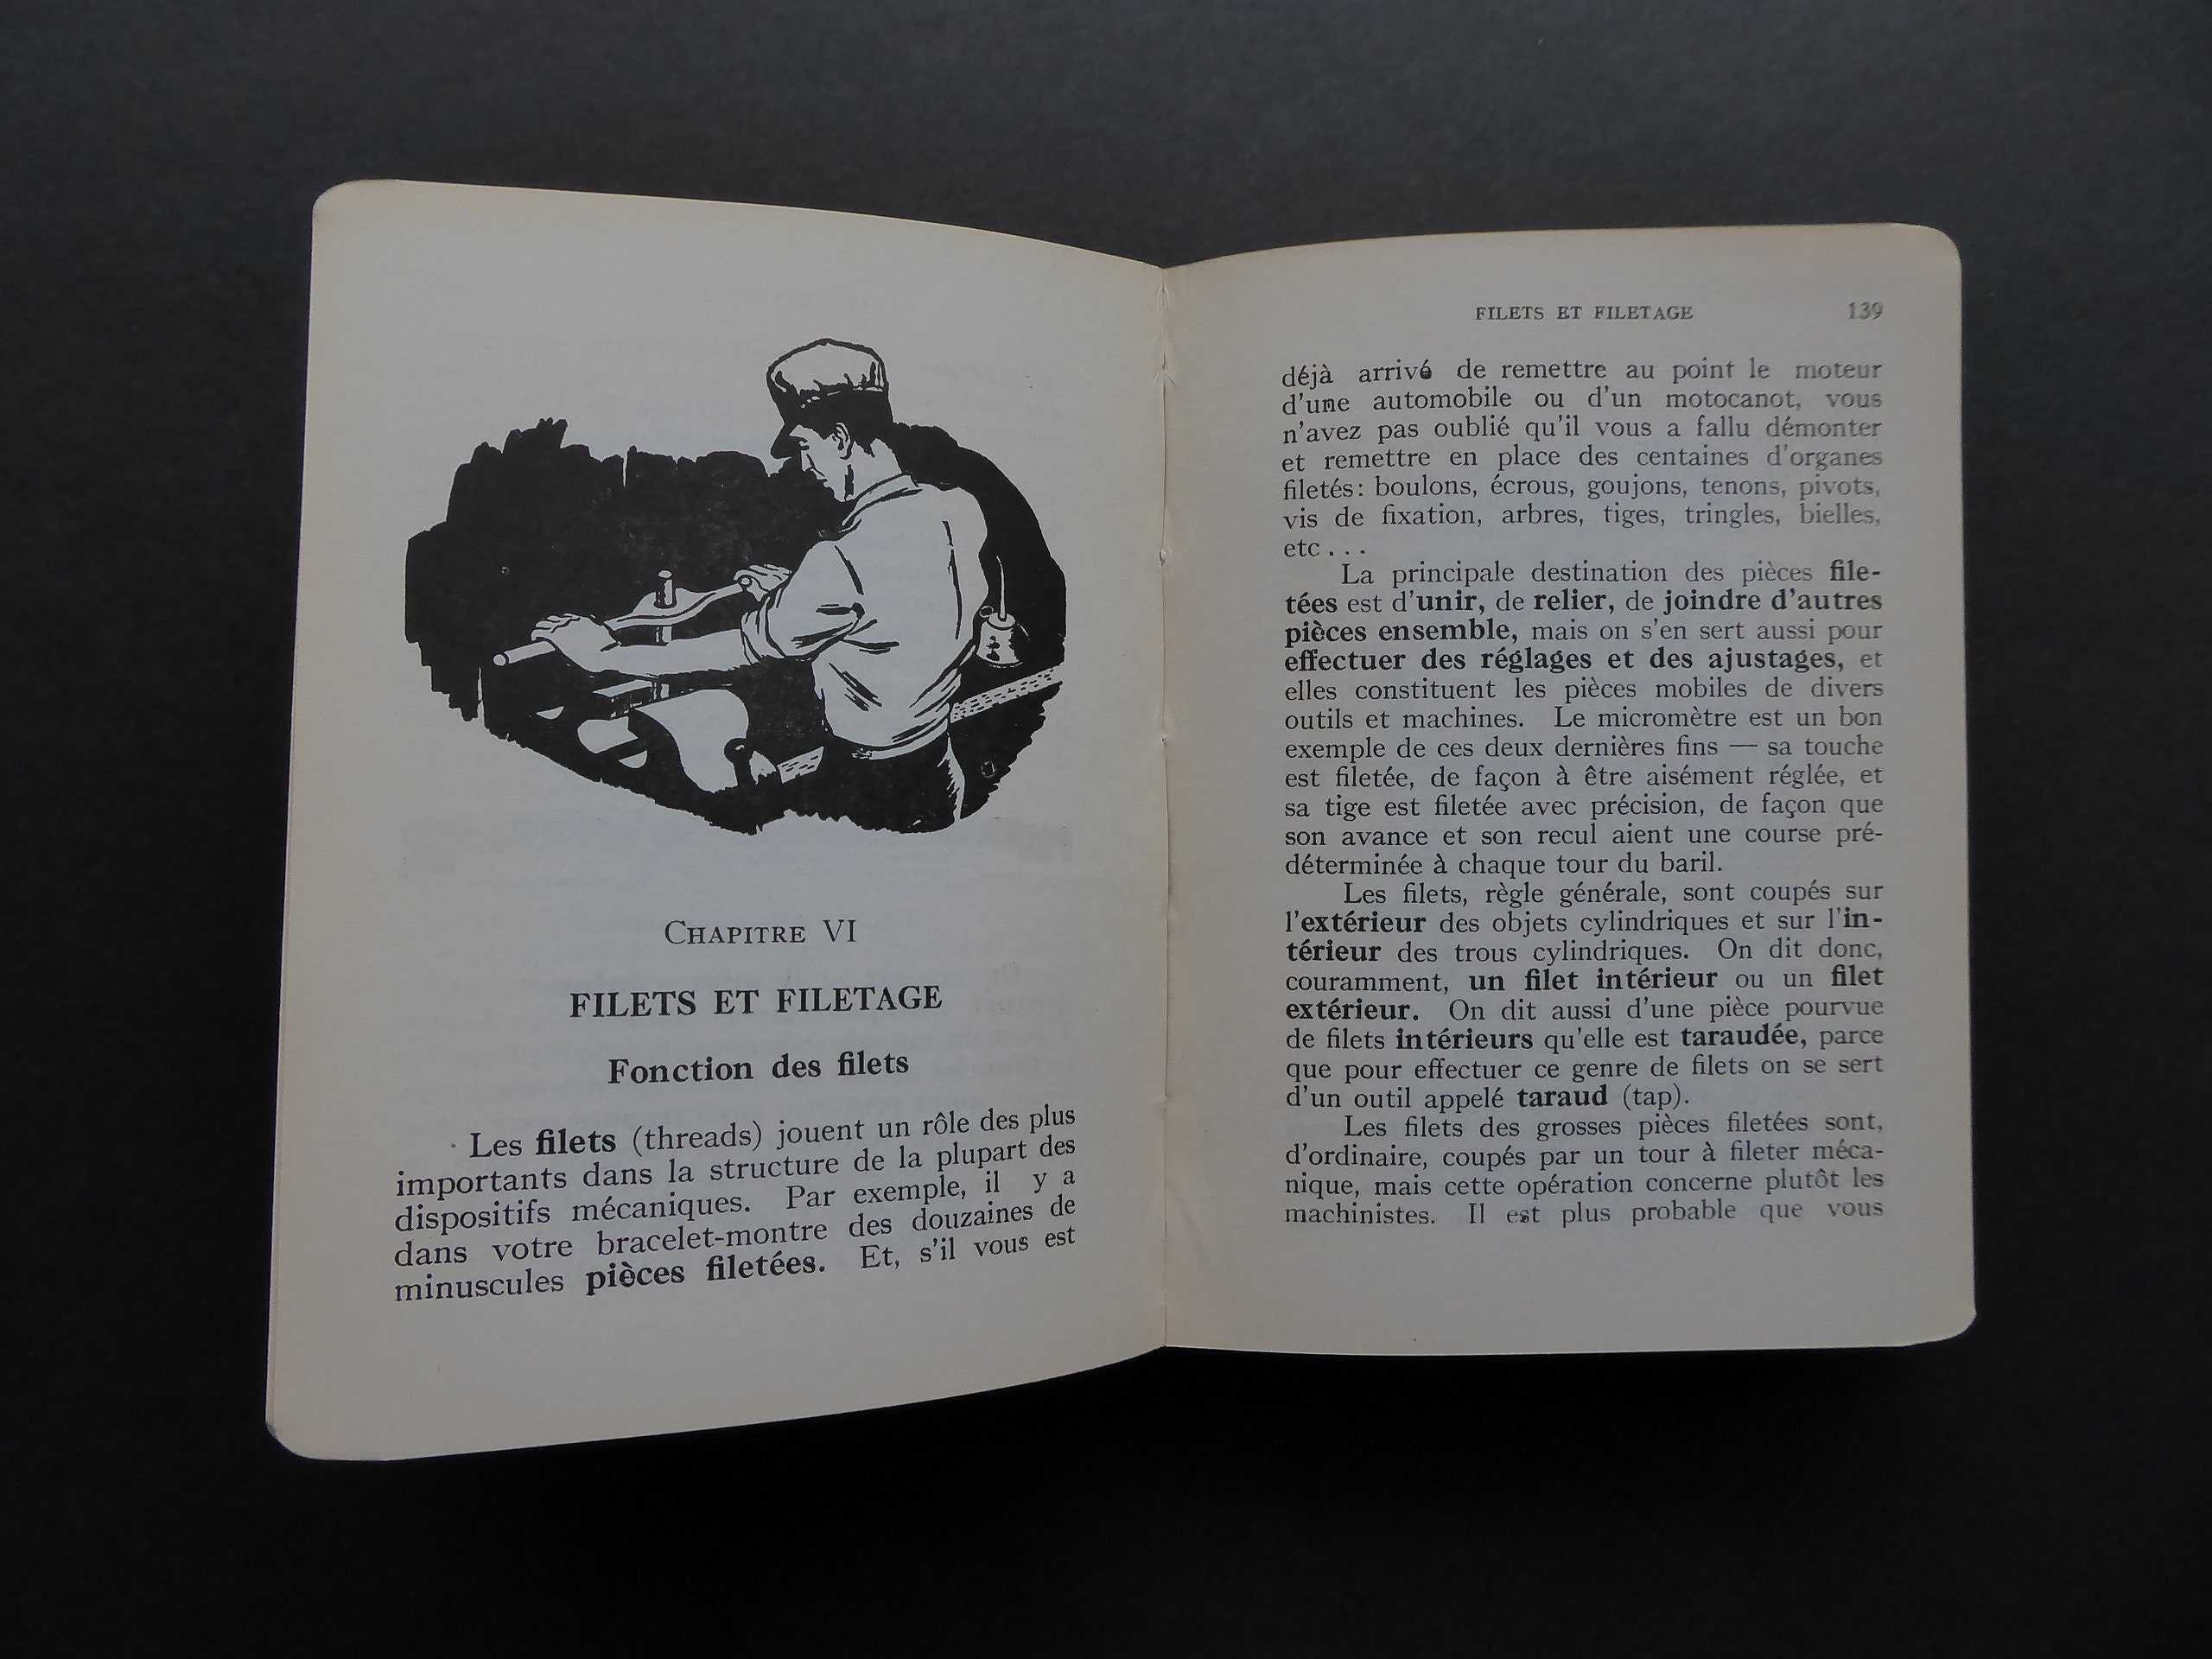 CHAPITRE VI
FILETS ET FILETAGE
Fonction des filets
Les filets (threads) jouent un rôle des plus
importants dans la structure de la plupart des
dispositifs mécaniques. Par exemple, il y a
dans votre bracelet-montre des douzaines de
minuscules pièces filetées. Et, s'il vous est
FILETS ET FILETAGE 139
déjà arrivé de remettre au point le moteur
d'une automobile ou d'un motocanot, vous
n'avez pas oublié qu'il vous a fallu démonter
et remettre en place des centaines d'organes
filetés: boulons, écrous, goujons, tenons, pivots,
vis de fixation, arbres, tiges, tringles, bielles,
etc...
La principale destination des pièces file-
tées est d'unir, de relier, de joindre d'autres
pièces ensemble, mais on s'en sert aussi pour
effectuer des réglages et des ajustages, et
elles constituent les pièces mobiles de divers
outils et machines. Le micromètre est un bon
exemple de ces deux dernières fins — sa touche
est filetée, de façon à être aisément réglée, et
sa tige est filetée avec précision, de façon que
son avance et son recul aient une course pré-
déterminée à chaque tour du baril.
Les filets, règle générale, sont coupés sur
l'extérieur des objets cylindriques et sur l'in-
térieur des trous cylindriques. On dit donc,
couramment, un filet intérieur ou un filet
extérieur. On dit aussi d'une pièce pourvue
de filets intérieurs qu'elle est taraudée, parce
que pour effectuer ce genre de filets on se sert
d'un outil appelé taraud (tap).
Les filets des grosses pièces filetées sont,
d'ordinaire, coupés par un tour à fileter méca-
nique, mais cette opération concerne plutôt les
machinistes. Il est plus probable que vous